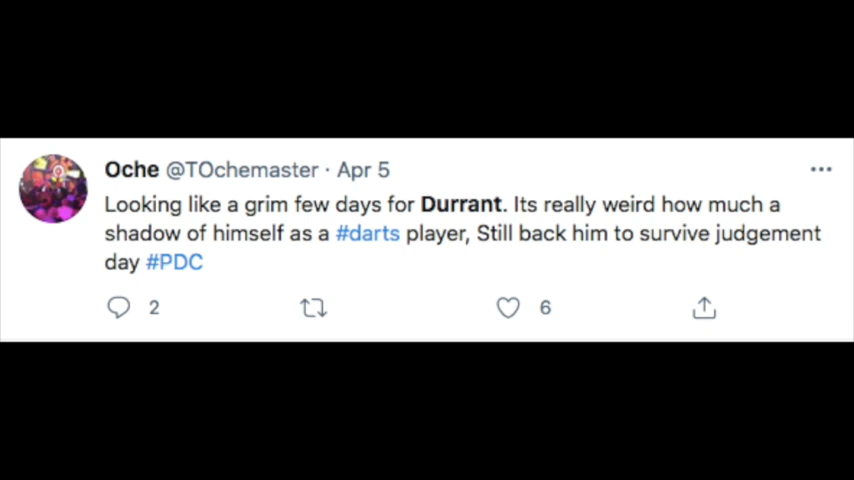 Oche @TOchemaster · Apr 5
Looking like a grim few days for Durrant. Its really weird how much a
shadow of himself as a #darts player, Still back him to survive judgement
day #PDC
2 6